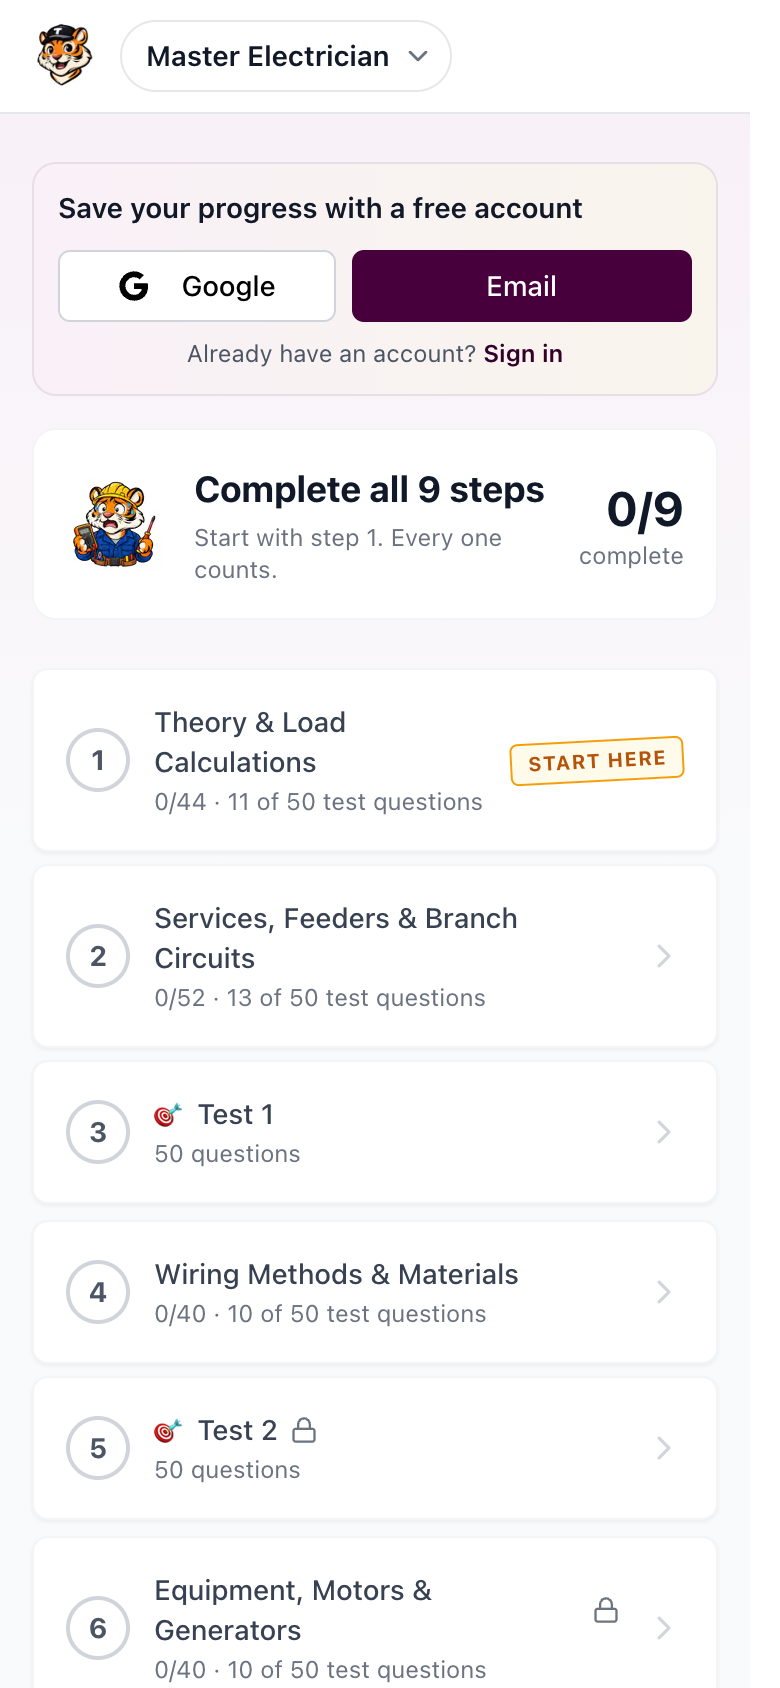 Master Electrician
Save your progress with a free account
Google
Email
Already have an account? Sign in
Complete all 9 steps
Start with step 1. Every one
counts.
0/9
complete
1
Theory & Load
Calculations
0/44 · 11 of 50 test questions
START HERE
2
Services, Feeders & Branch
Circuits
0/52 · 13 of 50 test questions
3
Test 1
50 questions
4
Wiring Methods & Materials
0/40 · 10 of 50 test questions
5
Test 2
50 questions
6
Equipment, Motors &
Generators
0/40 · 10 of 50 test questions